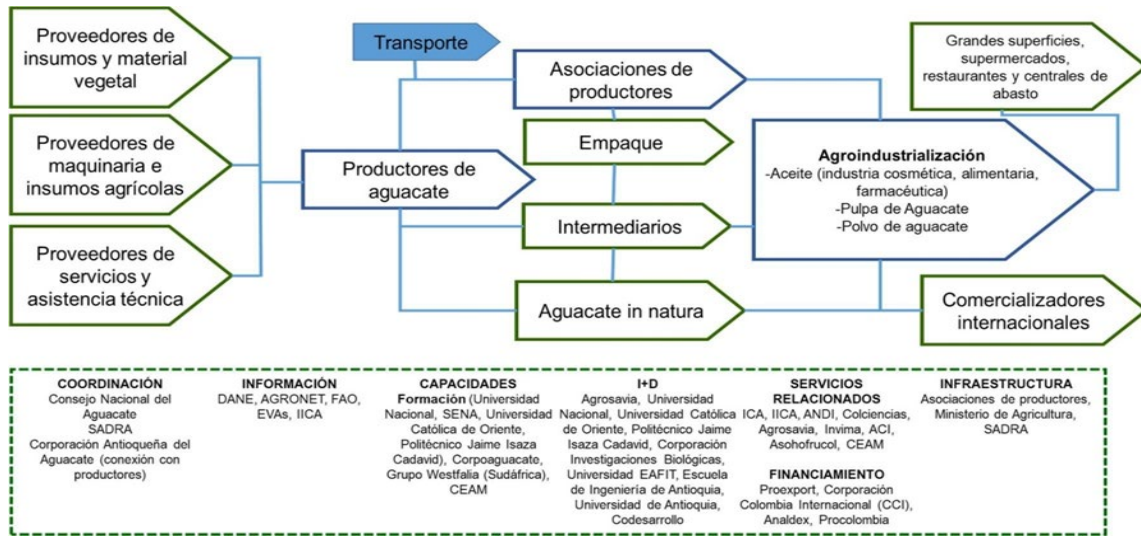 Proveedores de
insumos y material
vegetal
Proveedores de
maquinaria e
insumos agrícolas
Proveedores de
servicios y
asistencia técnica
Transporte
Productores de
aguacate
Asociaciones de
productores
Empaque
Intermediarios
Aguacate in natura
Agroindustrialización
-Aceite (industria cosmética, alimentaria,
farmacéutica)
-Pulpa de Aguacate
-Polvo de aguacate
Grandes superficies,
supermercados,
restaurantes y centrales de
abasto
Comercializadores
internacionales
COORDINACIÓN
Consejo Nacional del
Aguacate
SADRA
Corporación Antioqueña del
Aguacate (conexión con
productores)
INFORMACIÓN
DANE, AGRONET, FAO,
EVAs, IICA
CAPACIDADES
Formación (Universidad
Nacional, SENA, Universidad
Católica de Oriente,
Politécnico Jaime Isaza
Cadavid), Corpoaguacate,
Grupo Westfalia (Sudáfrica),
CEAM
I+D
Agrosavia, Universidad
Nacional, Universidad Católica
de Oriente, Politécnico Jaime
Isaza Cadavid, Corporación
Investigaciones Biológicas,
Universidad EAFIT, Escuela
de Ingeniería de Antioquia,
Universidad de Antioquia,
Codesarrollo
SERVICIOS
RELACIONADOS
ICA, IICA, ANDI, Colciencias,
Agrosavia, Invima, ACI,
Asohofrucol, CEAM
FINANCIAMIENTO
Proexport, Corporación
Colombia Internacional (CCI),
Analdex, Procolombia
INFRAESTRUCTURA
Asociaciones de productores,
Ministerio de Agricultura,
SADRA